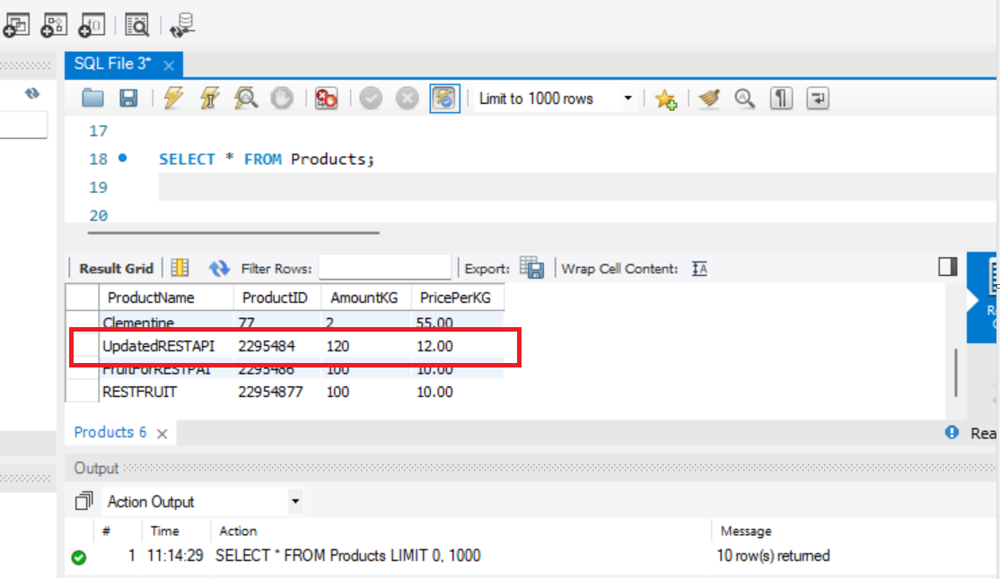 SQL File 3*
Limit to 1000 rows
17
18 SELECT * FROM Products;
19
20
Result Grid Filter Rows: Export: Wrap Cell Content:
ProductName ProductID AmountKG PricePerKG
Clementine 77 2 55.00
UpdatedRESTAPI 2295484 120 12.00
FruitForRESTPAI 2295486 100 10.00
RESTFRUIT 22954877 100 10.00
Products 6
Output
Action Output
# Time Action Message
1 11:14:29 SELECT * FROM Products LIMIT 0, 1000 10 row(s) returned